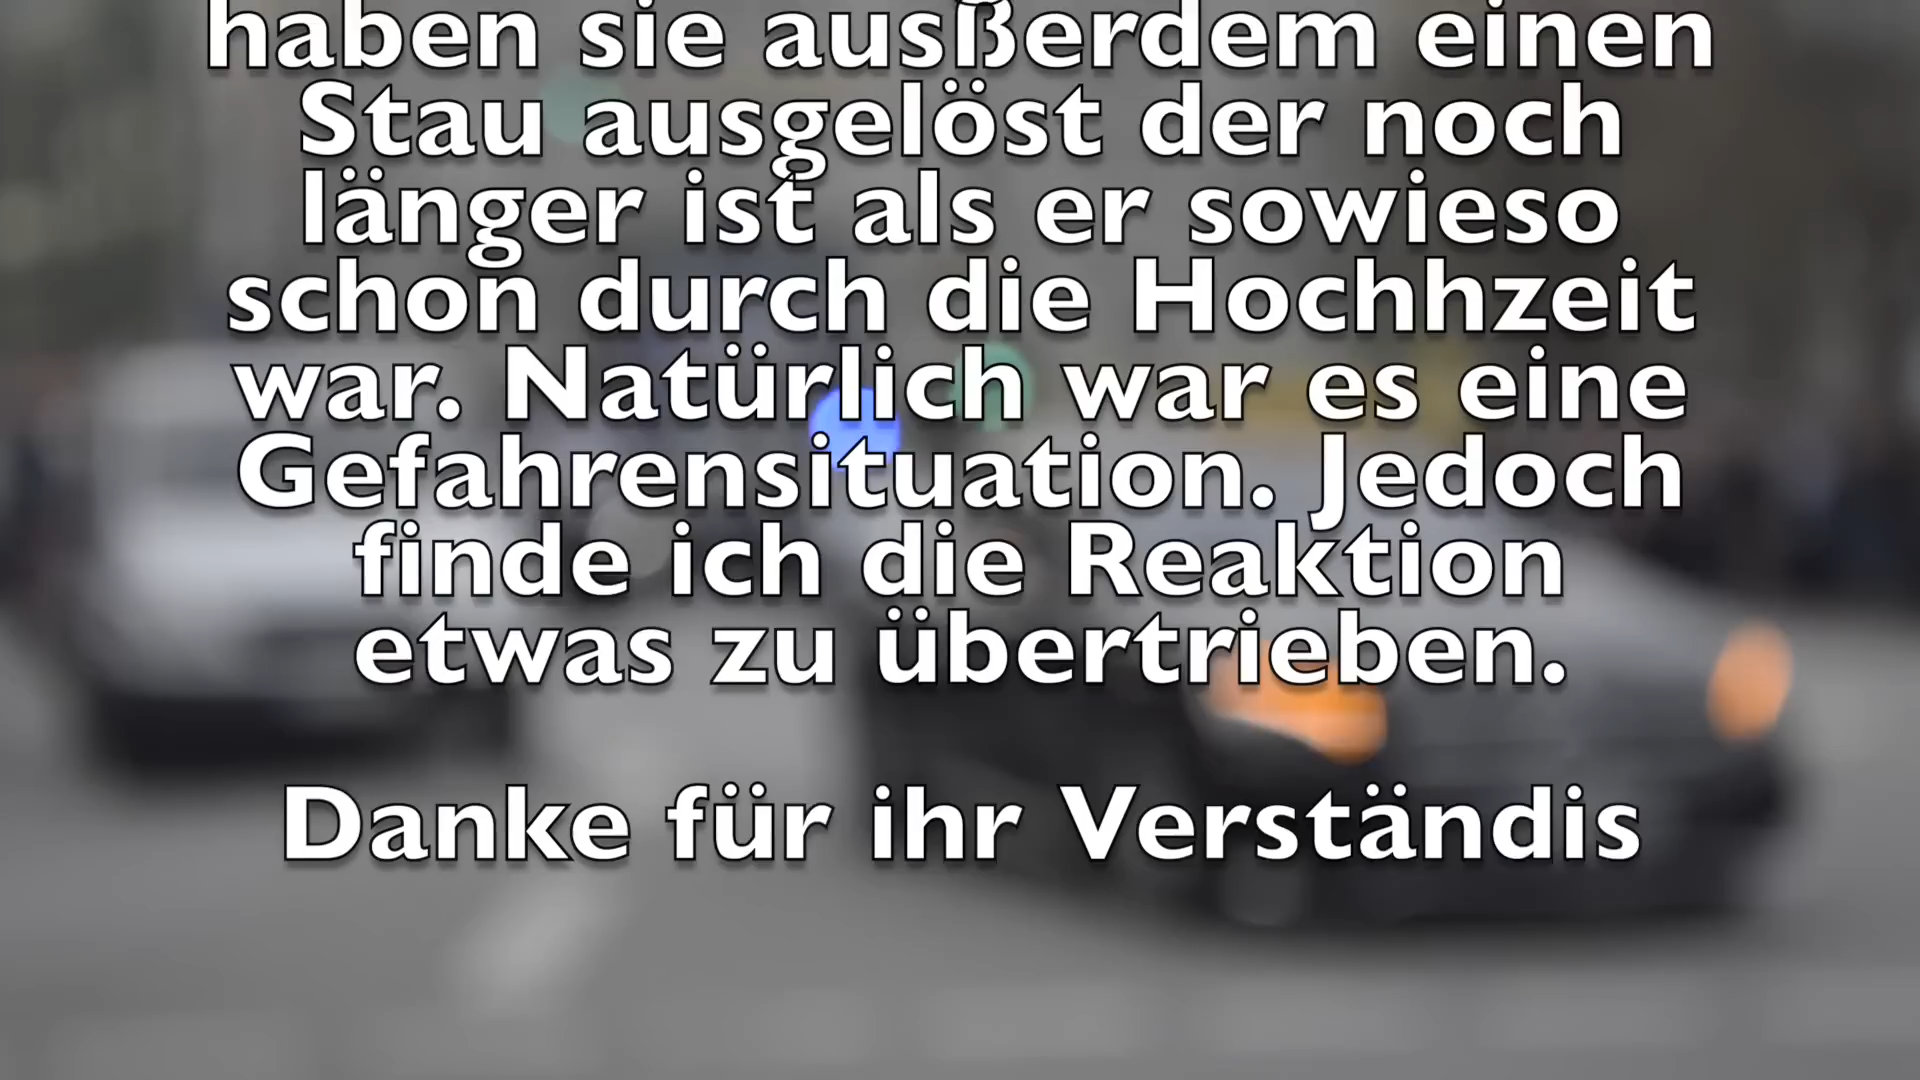 haben sie ausßerdem einen
Stau ausgelöst der noch
länger ist als er sowieso
schon durch die Hochhzeit
war. Natürlich war es eine
Gefahrensituation. Jedoch
finde ich die Reaktion
etwas zu übertrieben.
Danke für ihr Verständis